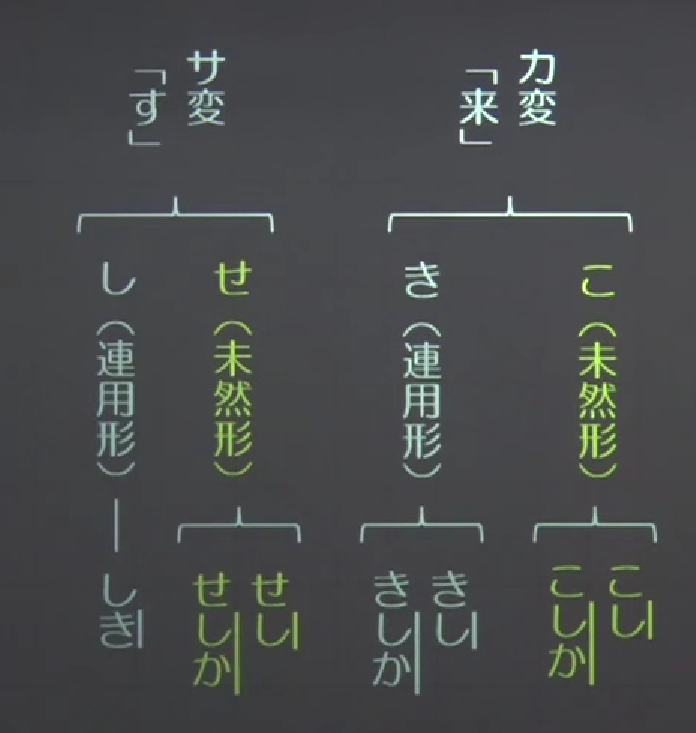 カ変
「来」
こ（未然形）
こし
こしか
き（連用形）
きし
きしか
サ変
「す」
せ（未然形）
せし
せしか
し（連用形）
しき